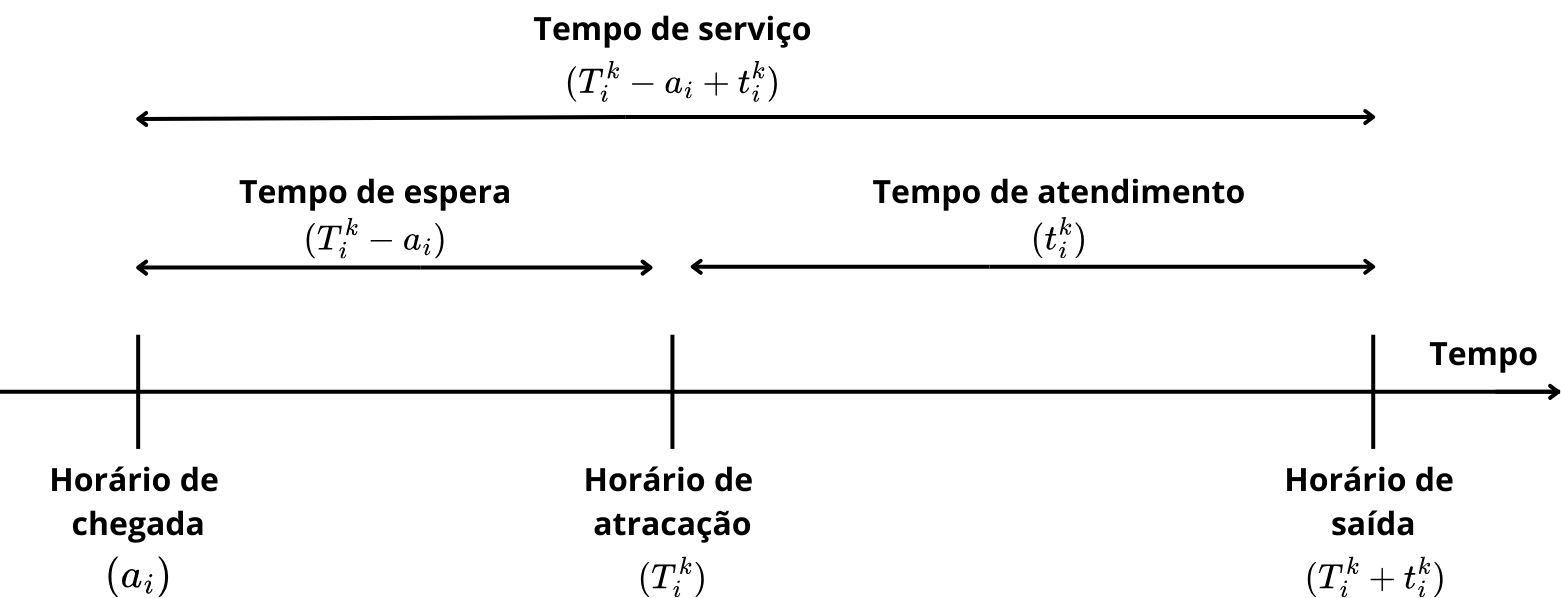 Tempo de serviço
(T_i^k − a_i + t_i^k)
Tempo de espera
(T_i^k − a_i)
Tempo de atendimento
(t_i^k)
Tempo
Horário de
chegada
(a_i)
Horário de
atracação
(T_i^k)
Horário de
saída
(T_i^k + t_i^k)